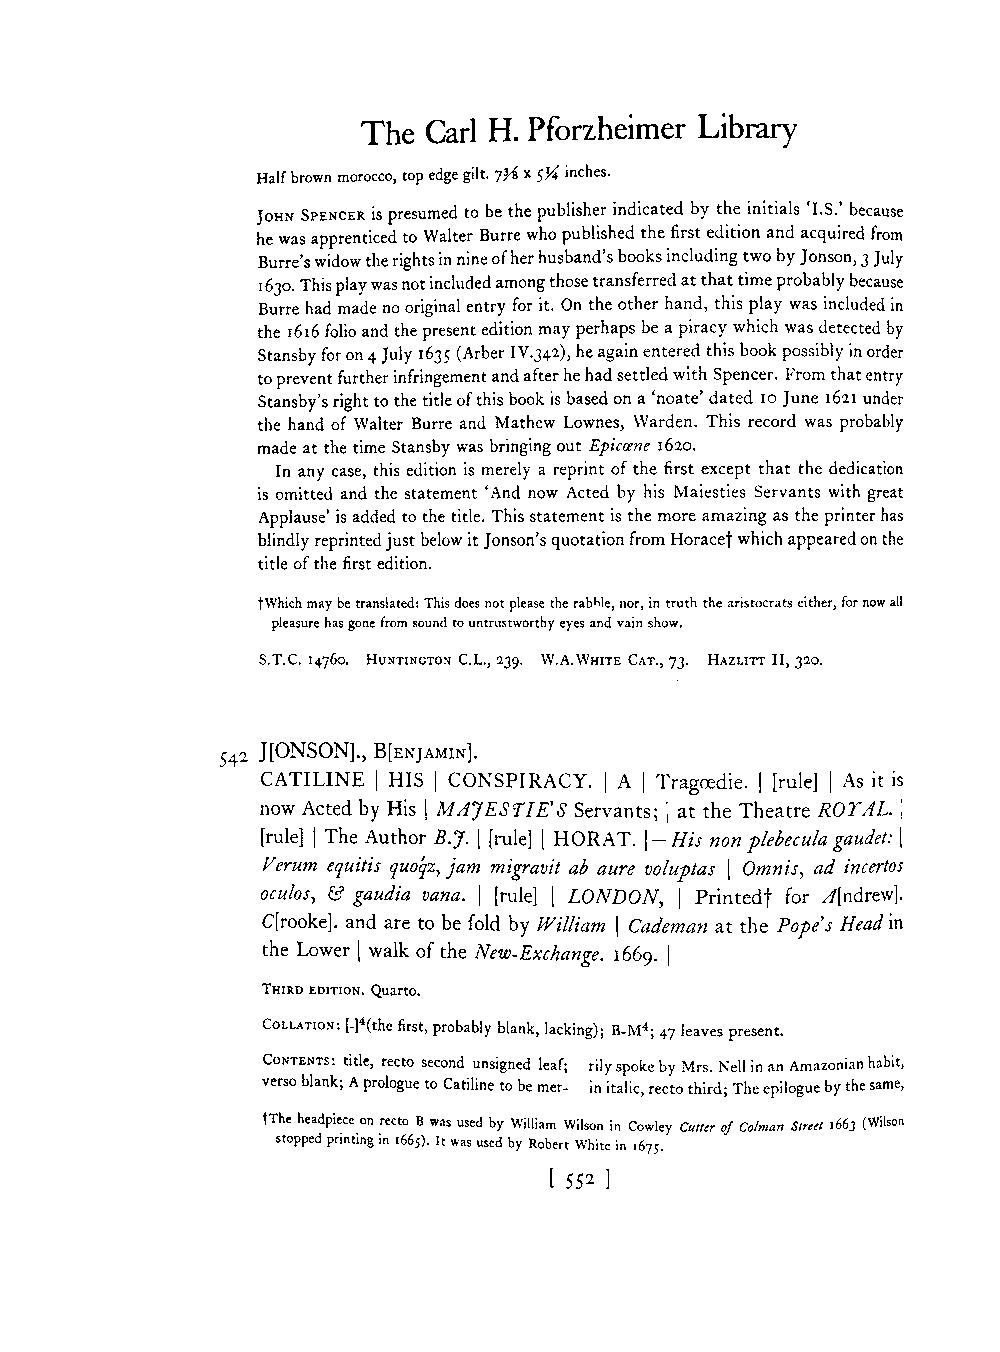 The Carl H. Pforzheimer Library
Half brown morocco, top edge gilt. 7⅜ x 5¼ inches.
JOHN SPENCER is presumed to be the publisher indicated by the initials 'I.S.' because
he was apprenticed to Walter Burre who published the first edition and acquired from
Burre's widow the rights in nine of her husband's books including two by Jonson, 3 July
1630. This play was not included among those transferred at that time probably because
Burre had made no original entry for it. On the other hand, this play was included in
the 1616 folio and the present edition may perhaps be a piracy which was detected by
Stansby for on 4 July 1635 (Arber IV.342), he again entered this book possibly in order
to prevent further infringement and after he had settled with Spencer. From that entry
Stansby's right to the title of this book is based on a 'noate' dated 10 June 1621 under
the hand of Walter Burre and Mathew Lownes, Warden. This record was probably
made at the time Stansby was bringing out Epicœne 1620.
In any case, this edition is merely a reprint of the first except that the dedication
is omitted and the statement 'And now Acted by his Maiesties Servants with great
Applause' is added to the title. This statement is the more amazing as the printer has
blindly reprinted just below it Jonson's quotation from Horace† which appeared on the
title of the first edition.
†Which may be translated: This does not please the rabble, nor, in truth the aristocrats either, for now all
pleasure has gone from sound to untrustworthy eyes and vain show.
S.T.C. 14760. HUNTINGTON C.L., 239. W.A.WHITE CAT., 73. HAZLITT II, 320.
542 J[ONSON]., B[ENJAMIN].
CATILINE | HIS | CONSPIRACY. | A | Tragœdie. | [rule] | As it is
now Acted by His | MAJESTIE'S Servants; | at the Theatre ROYAL. |
[rule] | The Author B.J. | [rule] | HORAT. |—His non plebecula gaudet: |
Verum equitis quoq́z, jam migravit ab aure voluptas | Omnis, ad incertos
oculos, & gaudia vana. | [rule] | LONDON, | Printed† for A[ndrew].
C[rooke]. and are to be ſold by William | Cademan at the Pope's Head in
the Lower | walk of the New-Exchange. 1669. |
THIRD EDITION. Quarto.
COLLATION: [-]⁴(the first, probably blank, lacking); B-M⁴; 47 leaves present.
CONTENTS: title, recto second unsigned leaf;
verso blank; A prologue to Catiline to be mer-
rily spoke by Mrs. Nell in an Amazonian habit,
in italic, recto third; The epilogue by the same,
†The headpiece on recto B was used by William Wilson in Cowley Cutter of Colman Street 1663 (Wilson
stopped printing in 1665). It was used by Robert White in 1675.
[ 552 ]